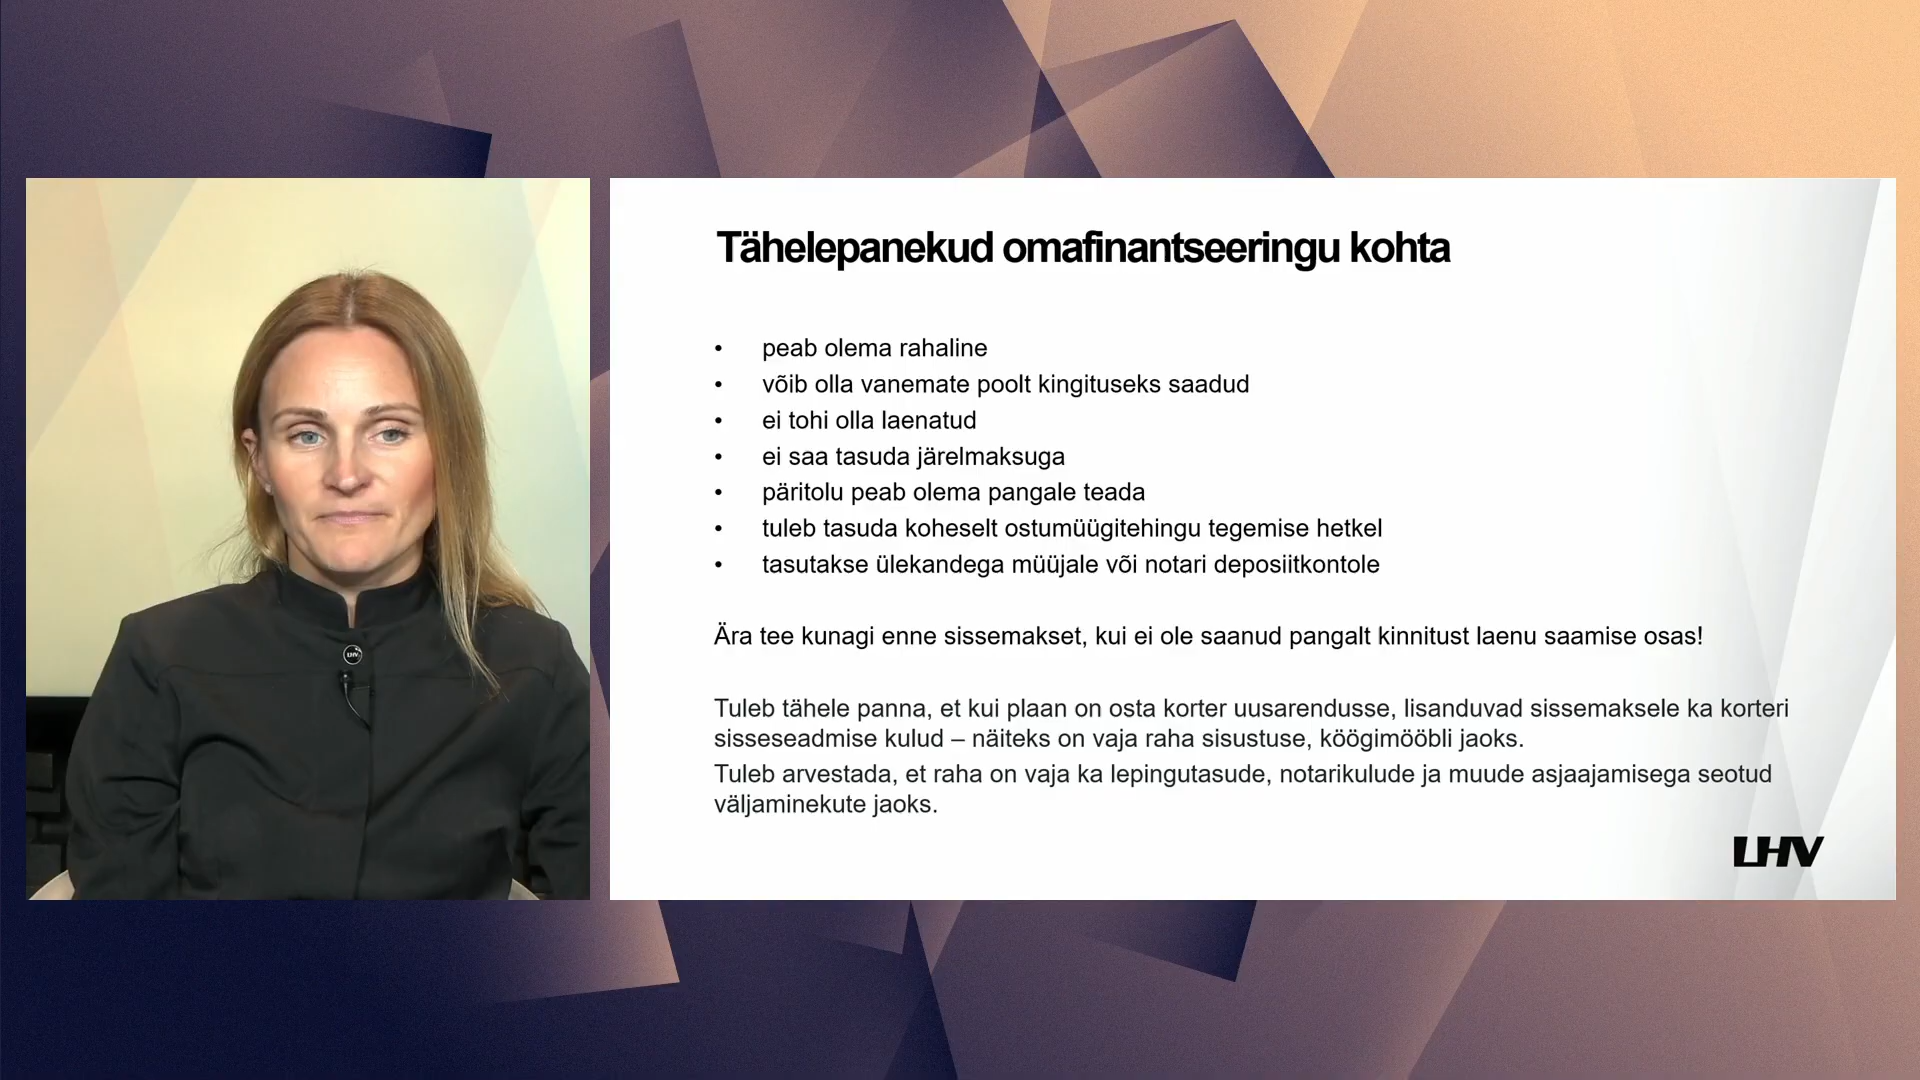 Tähelepanekud omafinantseeringu kohta
• peab olema rahaline
• võib olla vanemate poolt kingituseks saadud
• ei tohi olla laenatud
• ei saa tasuda järelmaksuga
• päritolu peab olema pangale teada
• tuleb tasuda koheselt ostumüügitehingu tegemise hetkel
• tasutakse ülekandega müüjale või notari deposiitkontole
Ära tee kunagi enne sissemakset, kui ei ole saanud pangalt kinnitust laenu saamise osas!
Tuleb tähele panna, et kui plaan on osta korter uusarendusse, lisanduvad sissemaksele ka korteri
sisseseadmise kulud – näiteks on vaja raha sisustuse, köögimööbli jaoks.
Tuleb arvestada, et raha on vaja ka lepingutasude, notarikulude ja muude asjaajamisega seotud
väljaminekute jaoks.
LHV
LHV